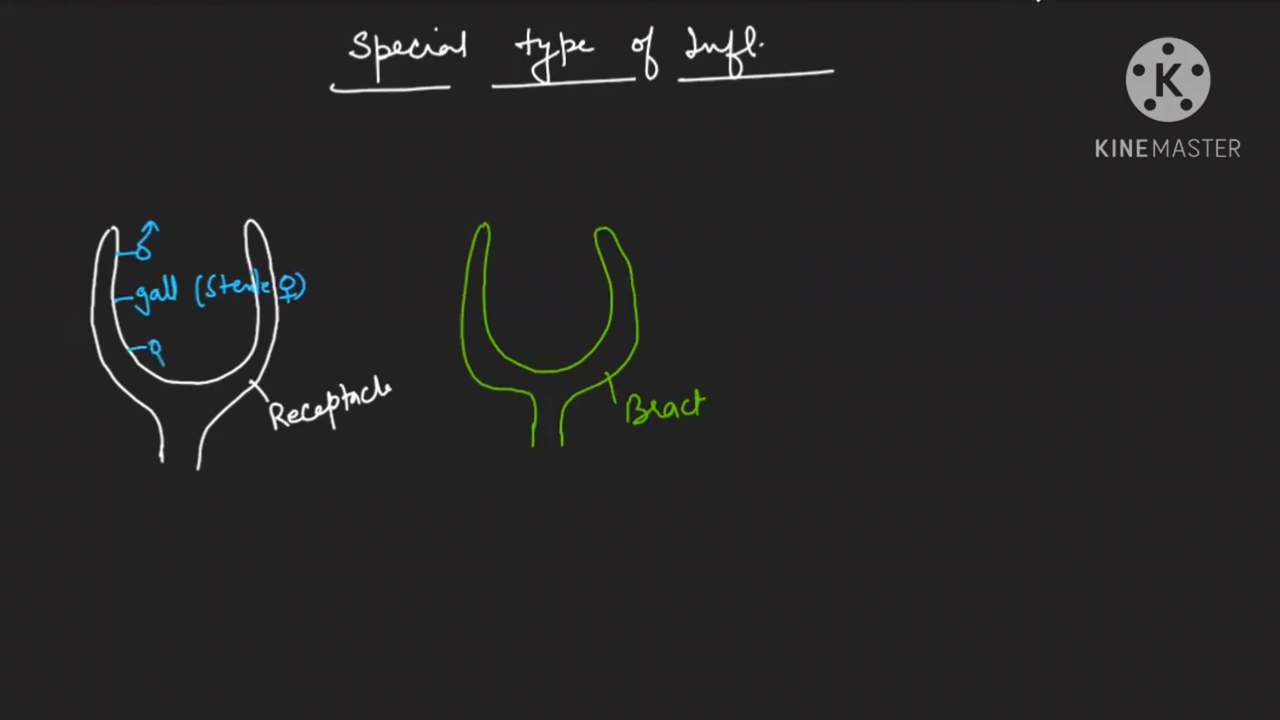 Special type of Infl.
K
KINEMASTER
♂
gall (Sterile ♀)
♀
Receptacle
Bract